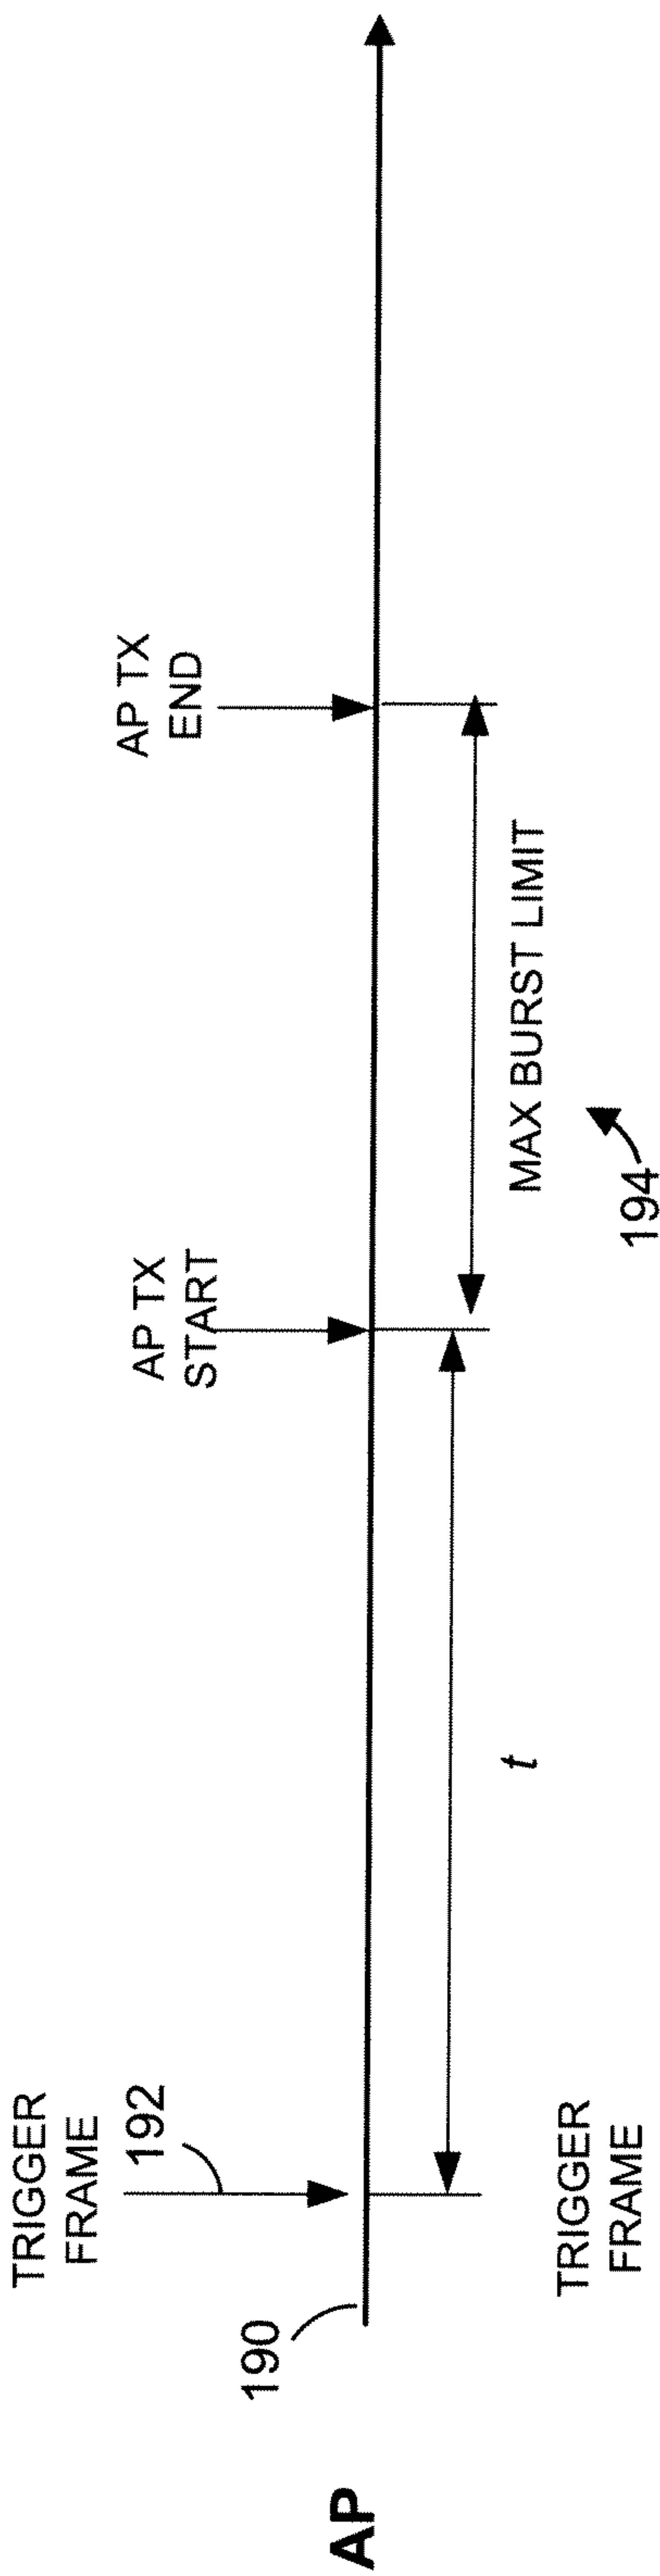 TRIGGER
FRAME
192
AP TX
START
AP TX
END
190
AP
t
MAX BURST LIMIT
TRIGGER
FRAME
194